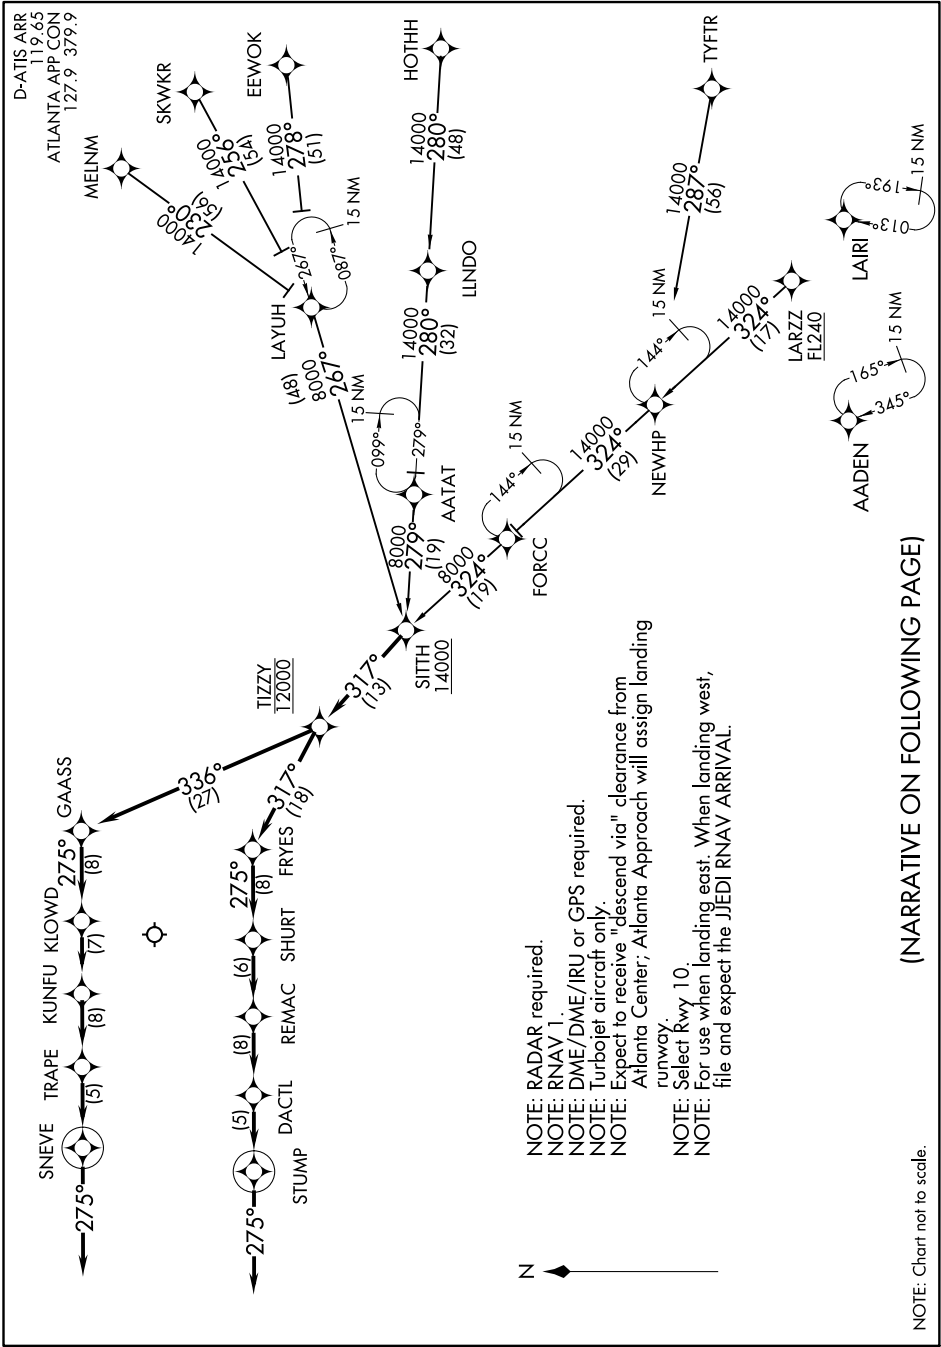 D-ATIS ARR
119.65
ATLANTA APP CON
127.9 379.9
MELNM
14000
230°
(56)
SKWKR
14000
256°
(54)
EEWOK
14000
278°
(51)
HOTHH
14000
280°
(48)
TYFTR
14000
287°
(56)
LAYUH
267°
087°
15 NM
8000
267°
(48)
LLNDO
14000
280°
(32)
15 NM
099°
279°
AATAT
8000
279°
(19)
LARZZ
FL240
14000
324°
(17)
15 NM
144°
NEWHP
14000
324°
(29)
15 NM
144°
FORCC
8000
324°
(19)
LAIRI
193°
013°
15 NM
AADEN
165°
345°
15 NM
SITTH
14000
317°
(13)
TIZZY
12000
336°
(27)
317°
(18)
GAASS
275°
(8)
KLOWD
(7)
KUNFU
(8)
TRAPE
(5)
SNEVE
275°
FRYES
275°
(8)
SHURT
(6)
REMAC
(8)
DACTL
(5)
STUMP
275°
NOTE: RADAR required.
NOTE: RNAV 1.
NOTE: DME/DME/IRU or GPS required.
NOTE: Turbojet aircraft only.
NOTE: Expect to receive "descend via" clearance from
Atlanta Center; Atlanta Approach will assign landing
runway.
NOTE: Select Rwy 10.
NOTE: For use when landing east. When landing west,
file and expect the JJEDI RNAV ARRIVAL.
N
(NARRATIVE ON FOLLOWING PAGE)
NOTE: Chart not to scale.